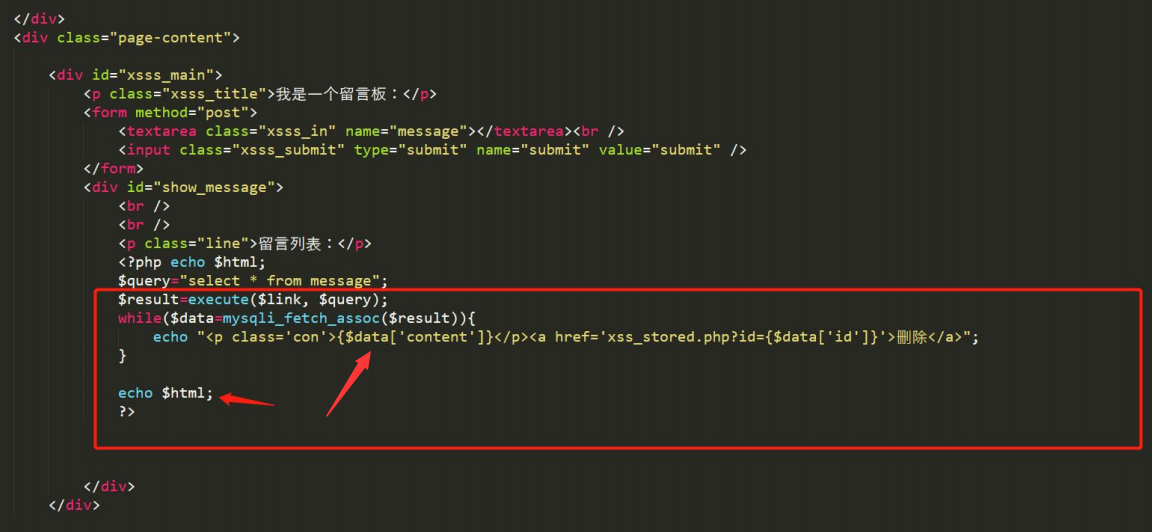 </div>
<div class="page-content">
<div id="xsss_main">
<p class="xsss_title">我是一个留言板：</p>
<form method="post">
<textarea class="xsss_in" name="message"></textarea><br />
<input class="xsss_submit" type="submit" name="submit" value="submit" />
</form>
<div id="show_message">
<br />
<br />
<p class="line">留言列表：</p>
<?php echo $html;
$query="select * from message";
$result=execute($link, $query);
while($data=mysqli_fetch_assoc($result)){
echo "<p class='con'>{$data['content']}</p><a href='xss_stored.php?id={$data['id']}'>删除</a>";
}
echo $html;
?>
</div>
</div>